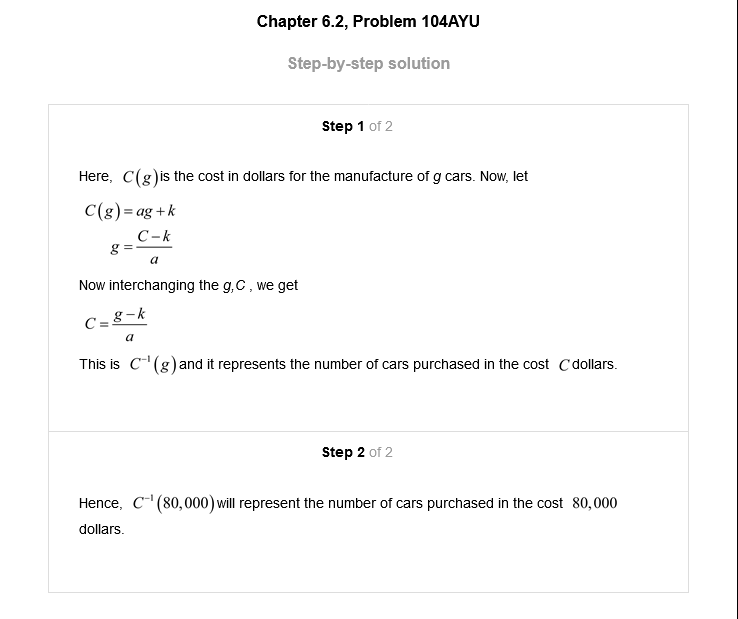 Chapter 6.2, Problem 104AYU
Step-by-step solution
Step 1 of 2
Here, C(g)is the cost in dollars for the manufacture of g cars. Now, let
C(g)=ag+k
g=\frac{C-k}{a}
Now interchanging the g,C , we get
C=\frac{g-k}{a}
This is C⁻¹(g)and it represents the number of cars purchased in the cost C dollars.
Step 2 of 2
Hence, C⁻¹(80,000)will represent the number of cars purchased in the cost 80,000
dollars.